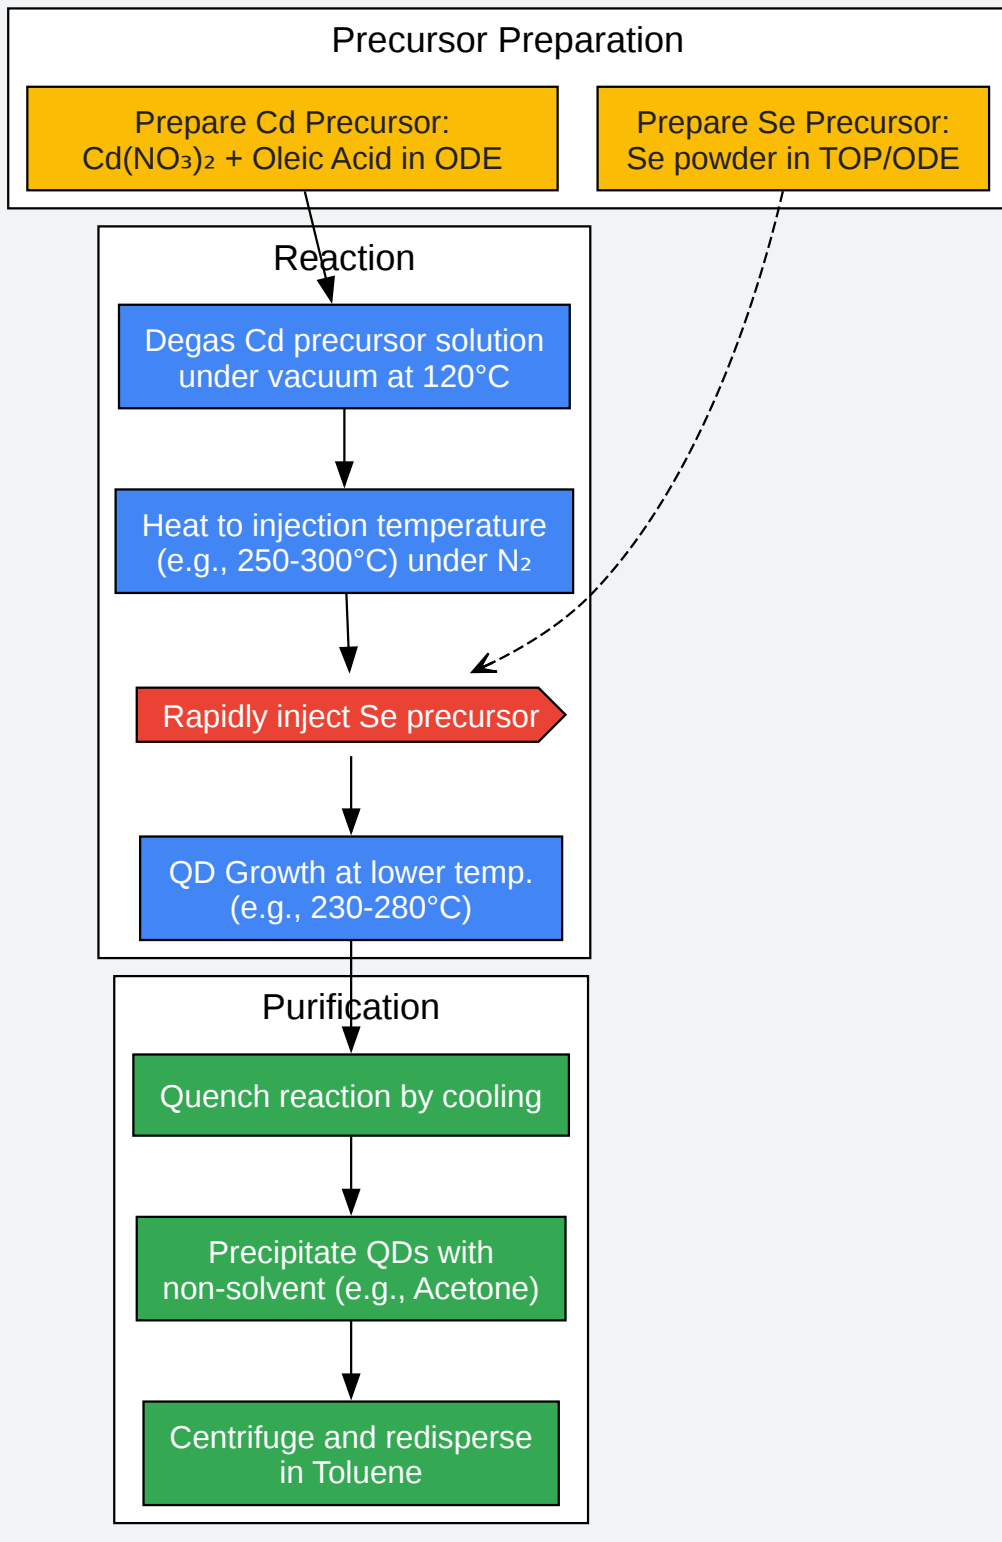 Precursor Preparation
Prepare Cd Precursor:
Cd(NO₃)₂ + Oleic Acid in ODE
Prepare Se Precursor:
Se powder in TOP/ODE
Reaction
Degas Cd precursor solution
under vacuum at 120°C
Heat to injection temperature
(e.g., 250-300°C) under N₂
Rapidly inject Se precursor
QD Growth at lower temp.
(e.g., 230-280°C)
Purification
Quench reaction by cooling
Precipitate QDs with
non-solvent (e.g., Acetone)
Centrifuge and redisperse
in Toluene